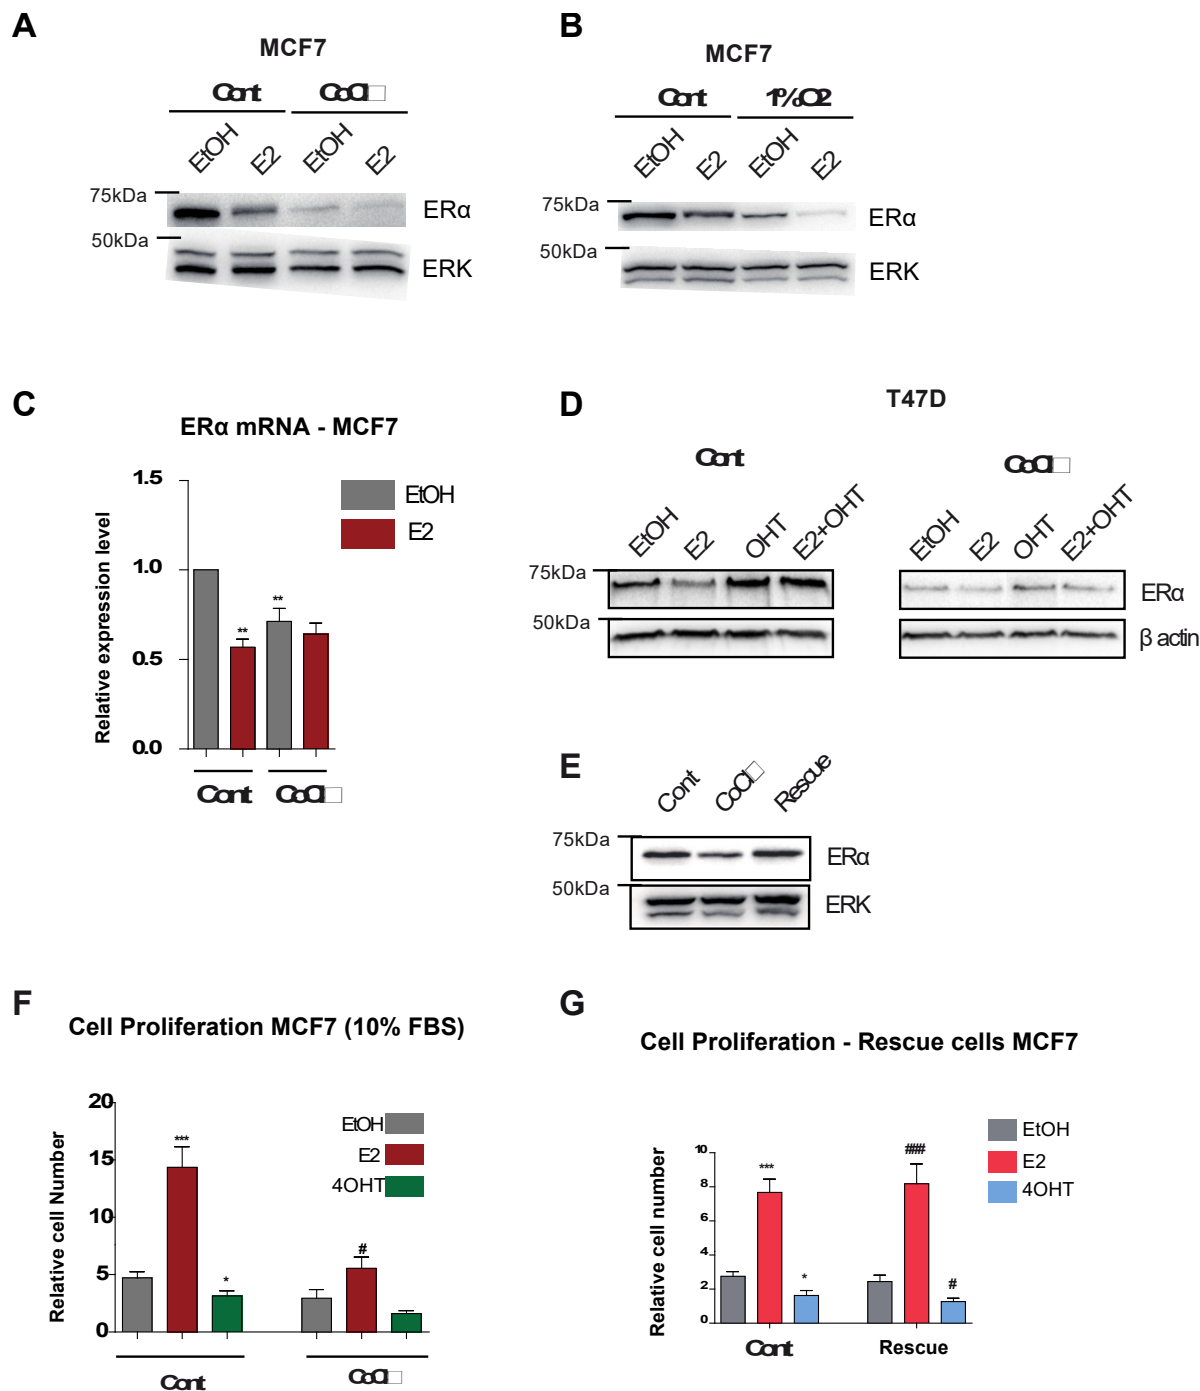 A
MCF7
Cont CoCl□
EtOH E2 EtOH E2
75kDa
ERα
50kDa
ERK
B
MCF7
Cont 1%O2
EtOH E2 EtOH E2
75kDa
ERα
50kDa
ERK
C
ERα mRNA - MCF7
Relative expression level
1.5
1.0
0.5
0.0
EtOH
E2
**
**
Cont CoCl□
D
T47D
Cont CoCl□
EtOH E2 OHT E2+OHT EtOH E2 OHT E2+OHT
75kDa
ERα
50kDa
β actin
E
Cont CoCl□ Rescue
75kDa
ERα
50kDa
ERK
F
Cell Proliferation MCF7 (10% FBS)
Relative cell Number
20
15
10
5
0
EtOH
E2
4OHT
***
*
#
Cont CoCl□
G
Cell Proliferation - Rescue cells MCF7
Relative cell number
10
8
6
4
2
0
EtOH
E2
4OHT
***
*
###
#
Cont Rescue